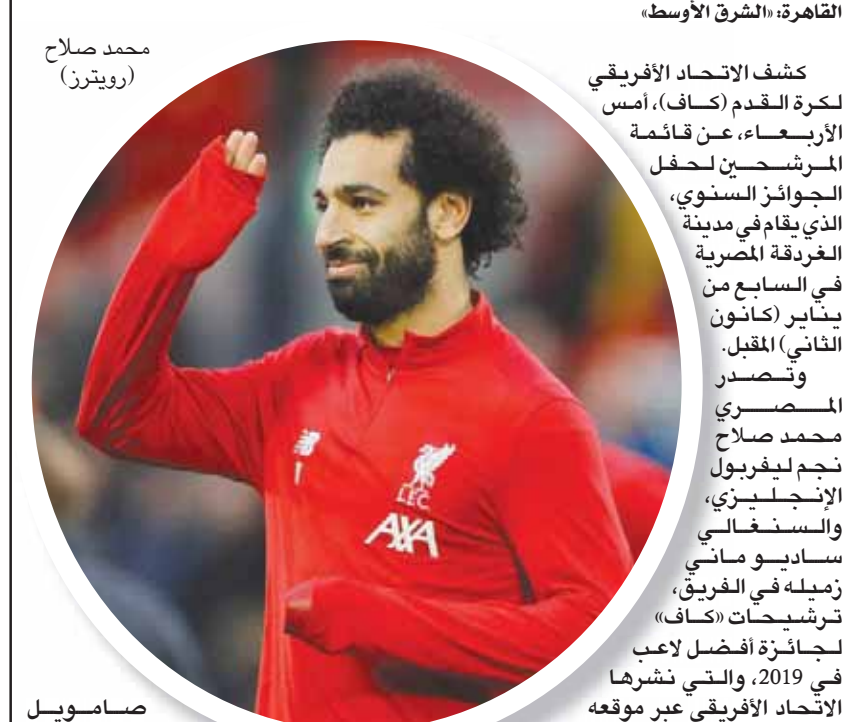 القاهرة: «الشرق الأوسط»
محمد صلاح
(رويترز)
كشف الاتحاد الأفريقي
لكرة القدم (كاف)، أمس
الأربعاء، عن قائمة
المرشحين لحفل
الجوائز السنوي،
الذي يقام في مدينة
الغردقة المصرية
في السابع من
يناير (كانون
الثاني) المقبل.
وتصدر
المصري
محمد صلاح
نجم ليفربول
الإنجليزي،
والسنغالي
ساديو ماني
زميله في الفريق،
ترشيحات «كاف»
لجائزة أفضل لاعب
في 2019، والتي نشرها
الاتحاد الأفريقي عبر موقعه
صامويل
L.F.C.
AXA